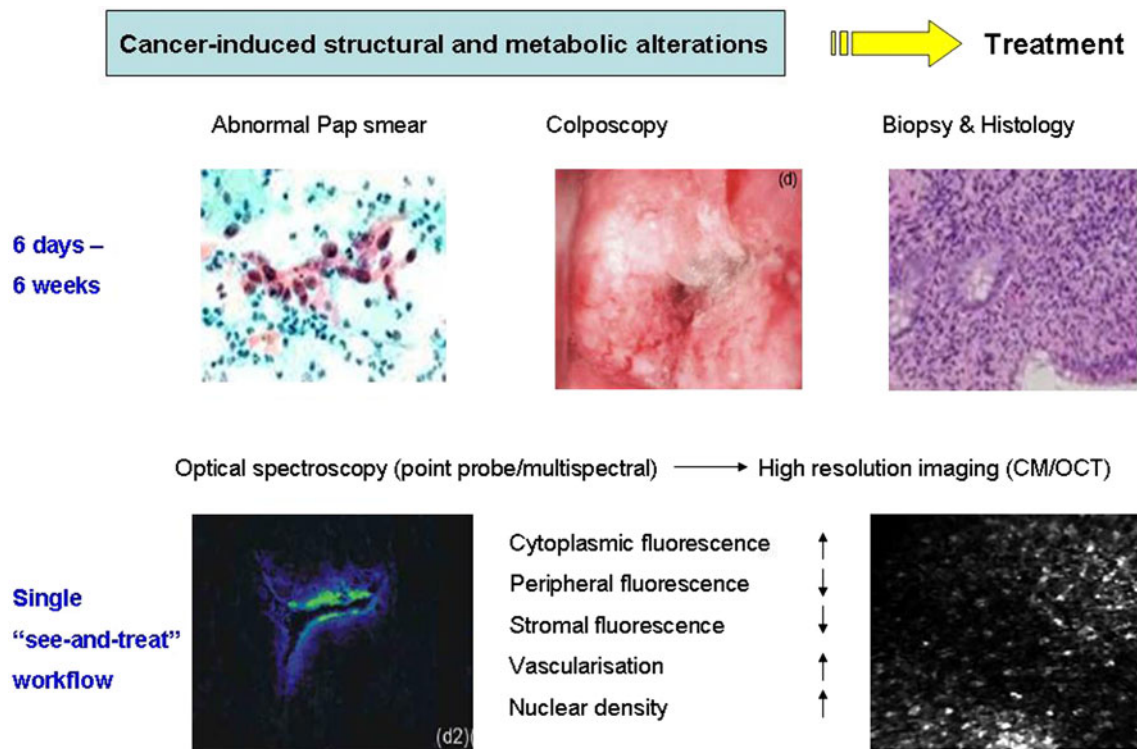 Cancer-induced structural and metabolic alterations
Treatment
Abnormal Pap smear
Colposcopy
Biopsy & Histology
(d)
6 days –
6 weeks
Optical spectroscopy (point probe/multispectral)
High resolution imaging (CM/OCT)
Single
“see-and-treat”
workflow
Cytoplasmic fluorescence ↑
Peripheral fluorescence ↓
Stromal fluorescence ↓
Vascularisation ↑
Nuclear density ↑
(d2)(